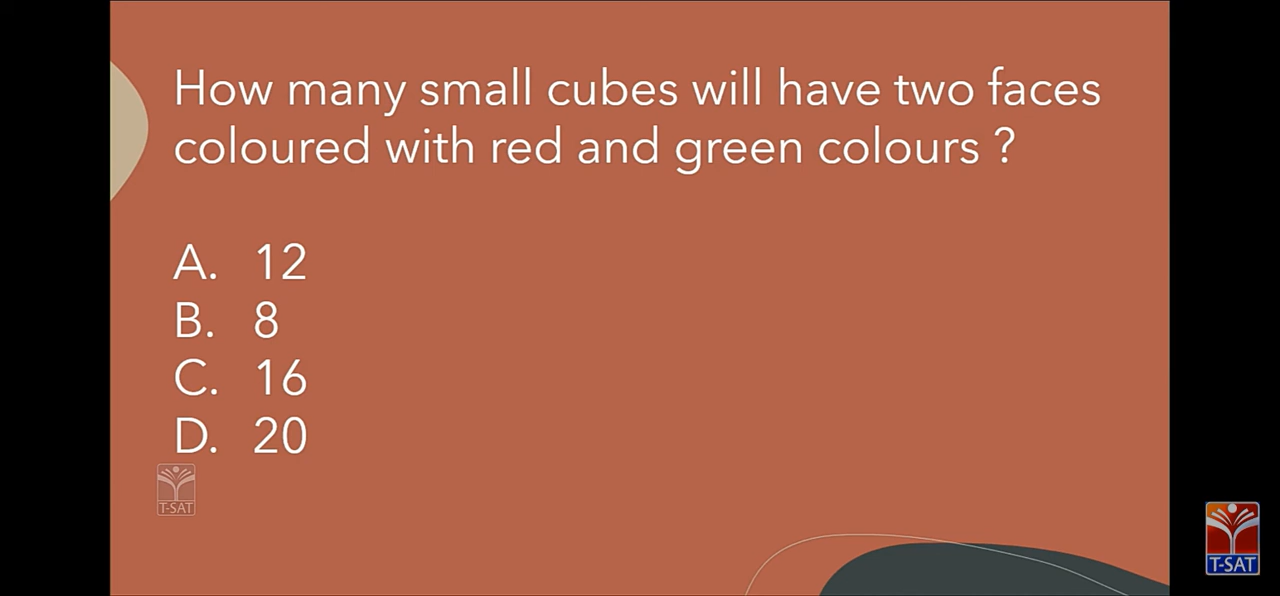 How many small cubes will have two faces
coloured with red and green colours ?
A. 12
B. 8
C. 16
D. 20
T-SAT
T-SAT